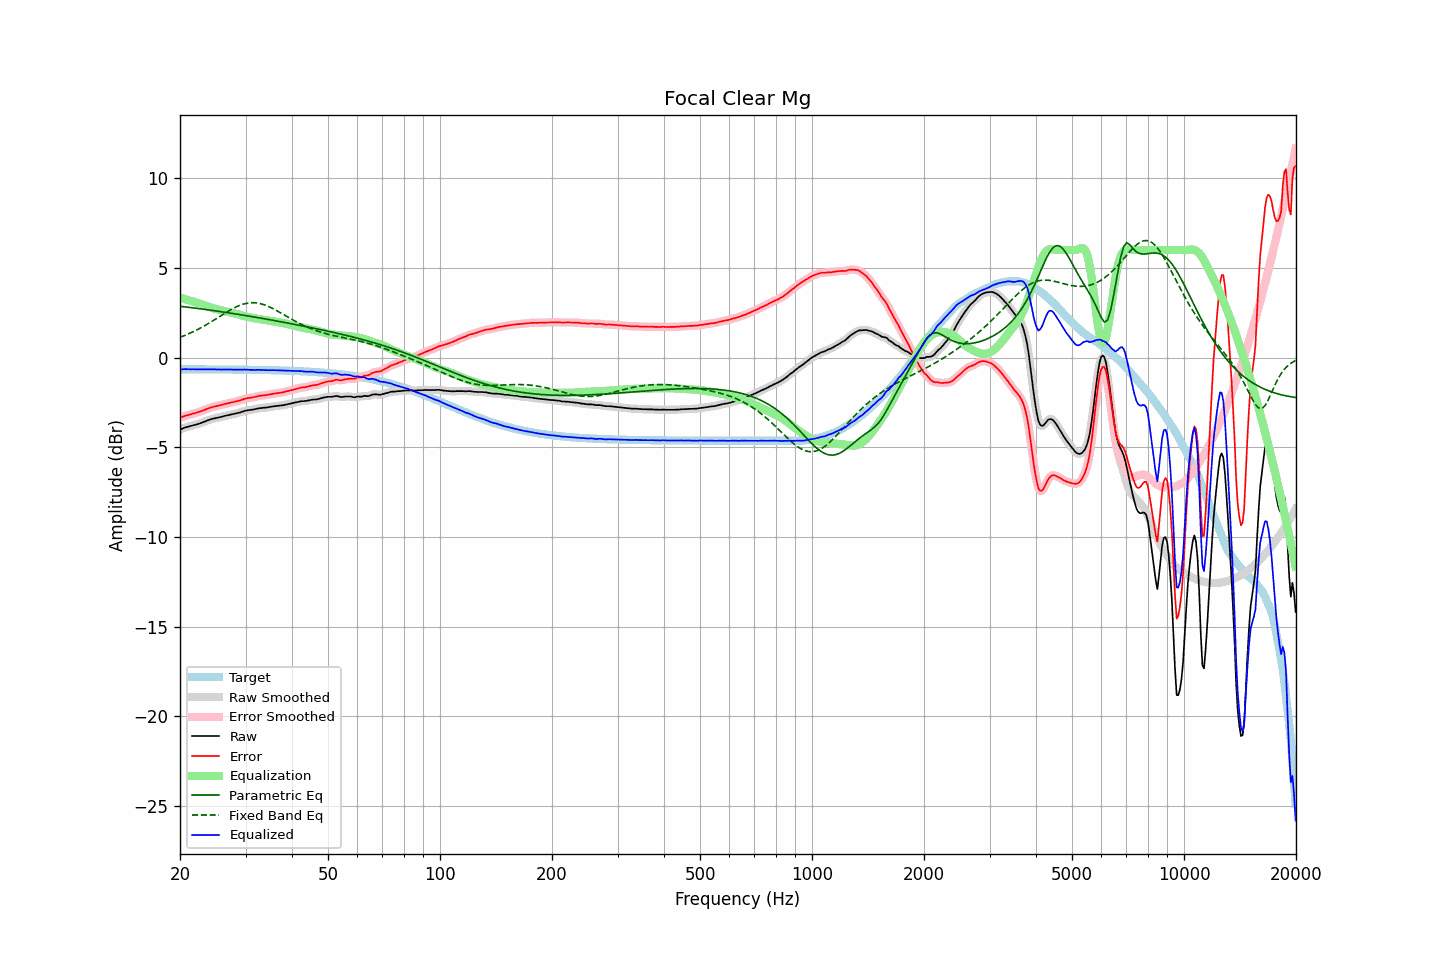 Focal Clear Mg
Amplitude (dBr)
10
5
0
−5
−10
−15
−20
−25
Target
Raw Smoothed
Error Smoothed
Raw
Error
Equalization
Parametric Eq
Fixed Band Eq
Equalized
20 50 100 200 500 1000 2000 5000 10000 20000
Frequency (Hz)